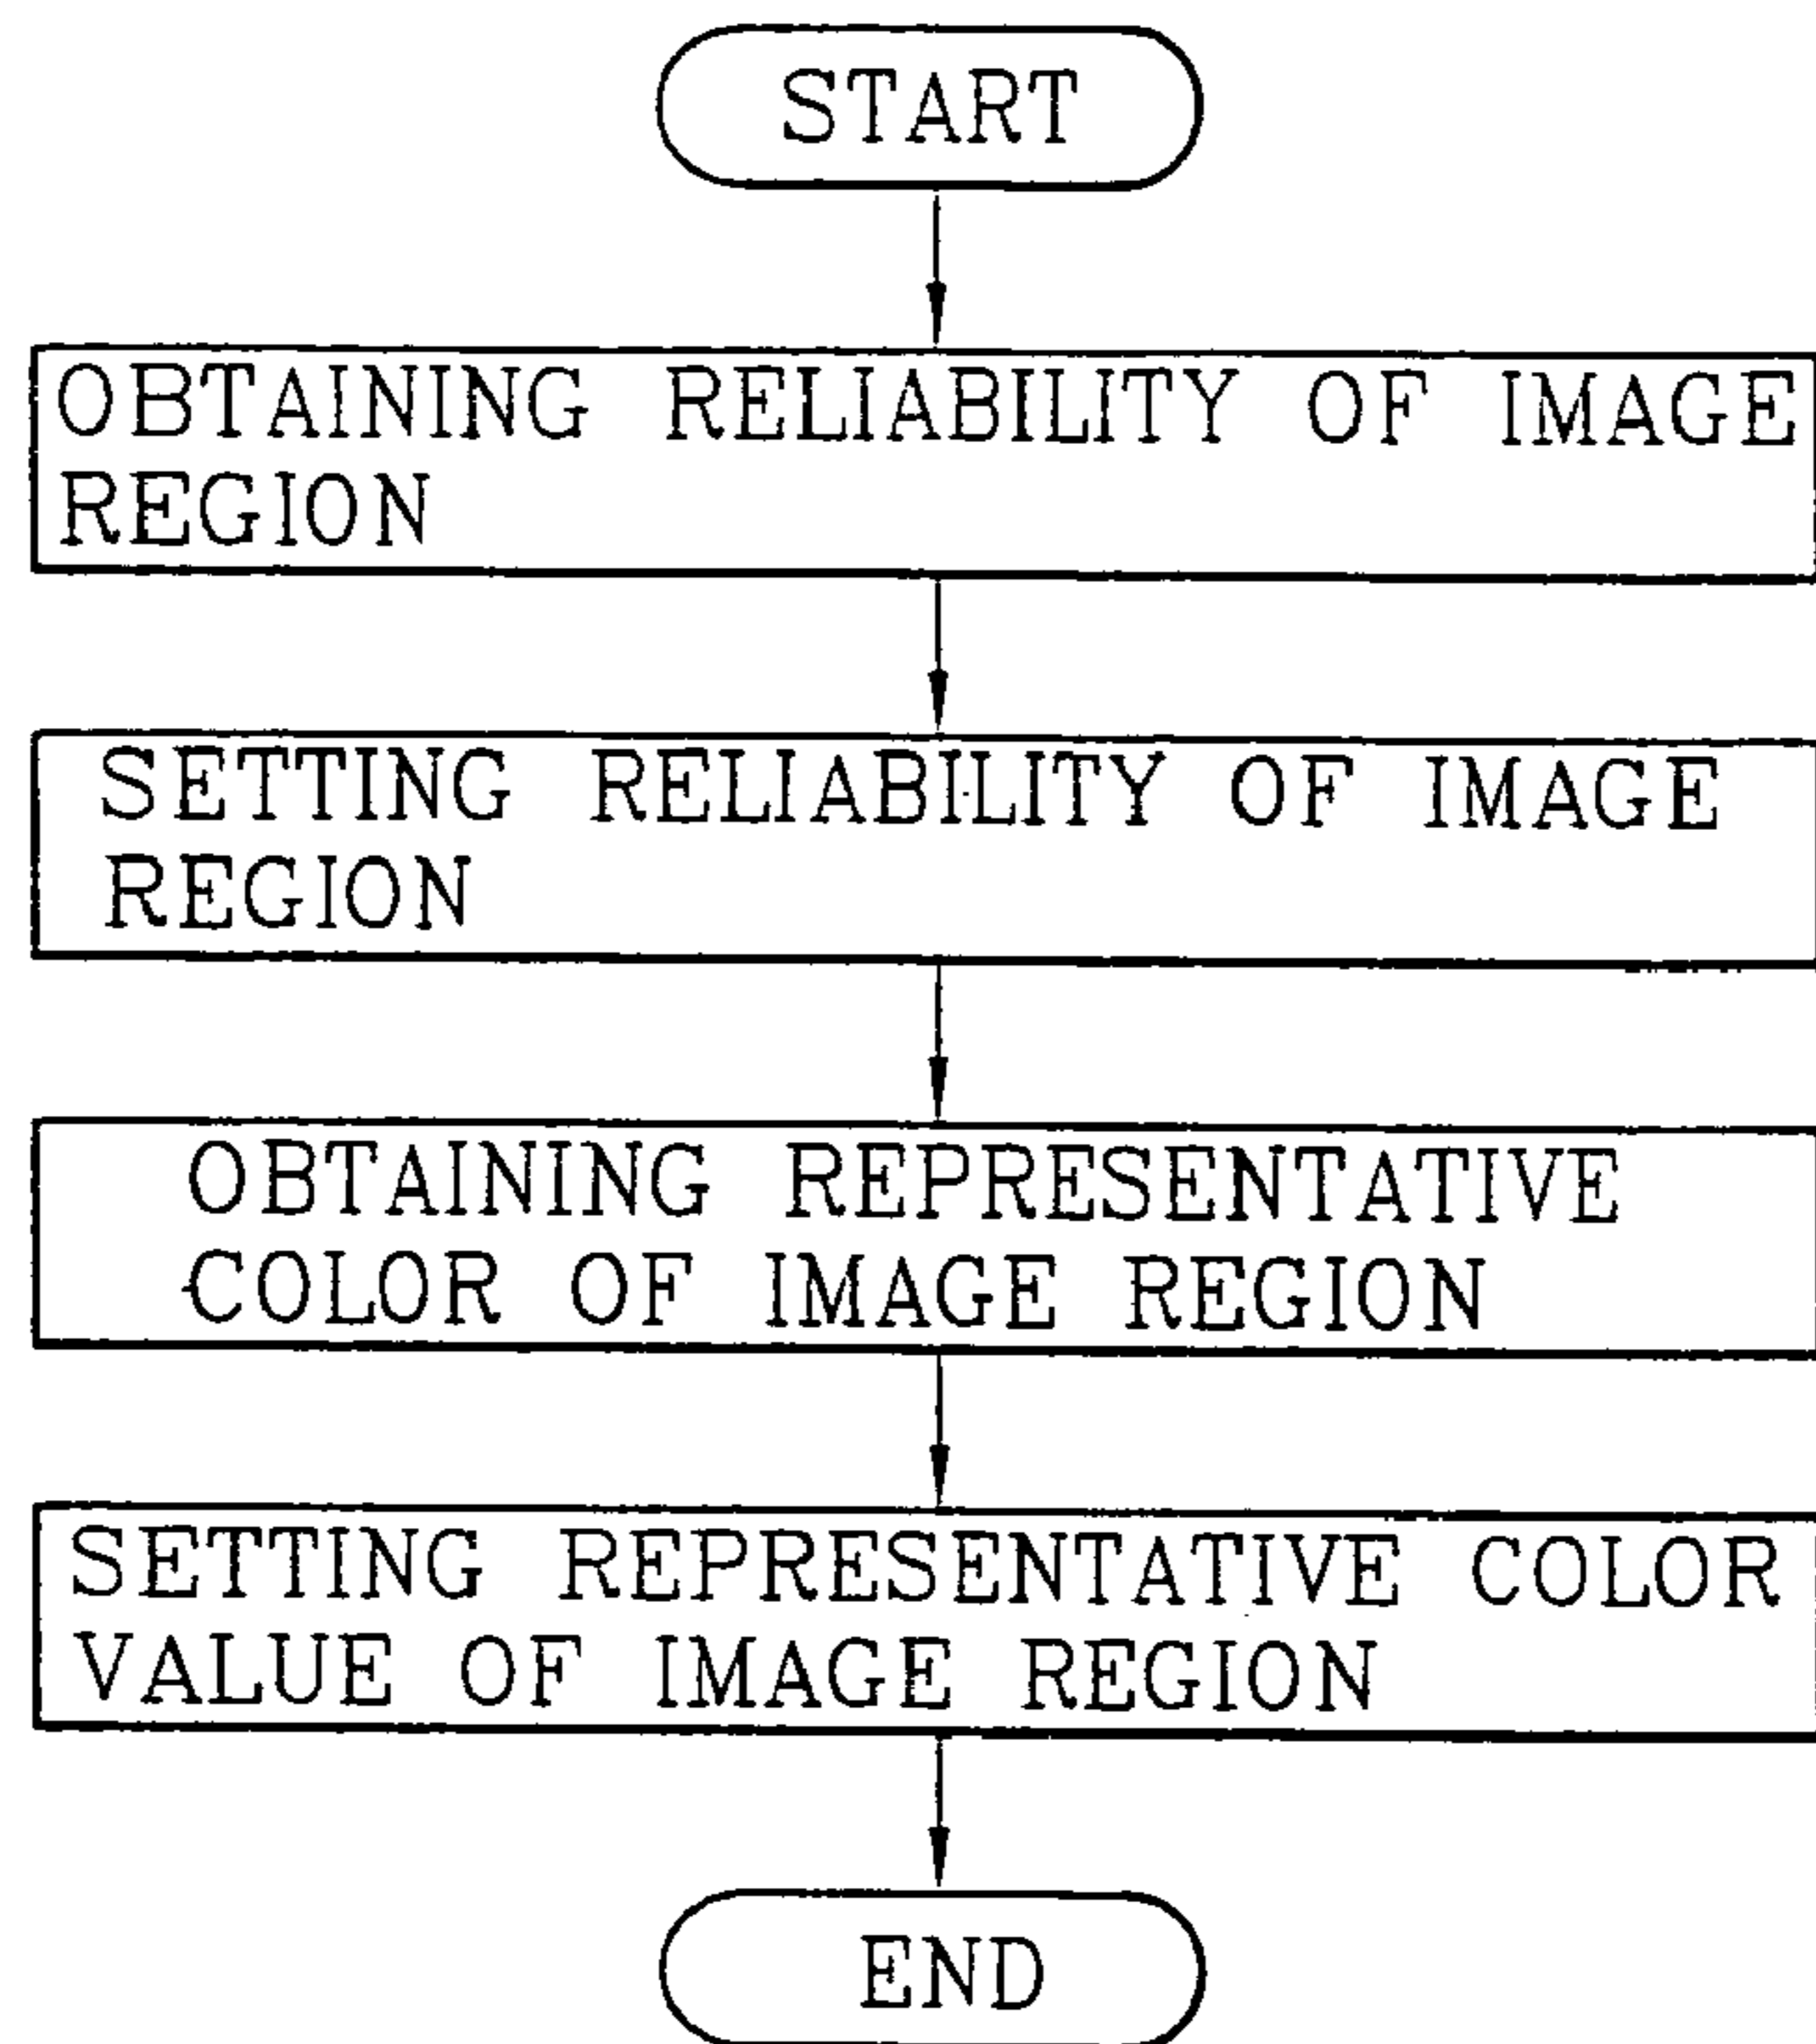 START
OBTAINING RELIABILITY OF IMAGE
REGION
SETTING RELIABILITY OF IMAGE
REGION
OBTAINING REPRESENTATIVE
COLOR OF IMAGE REGION
SETTING REPRESENTATIVE COLOR
VALUE OF IMAGE REGION
END